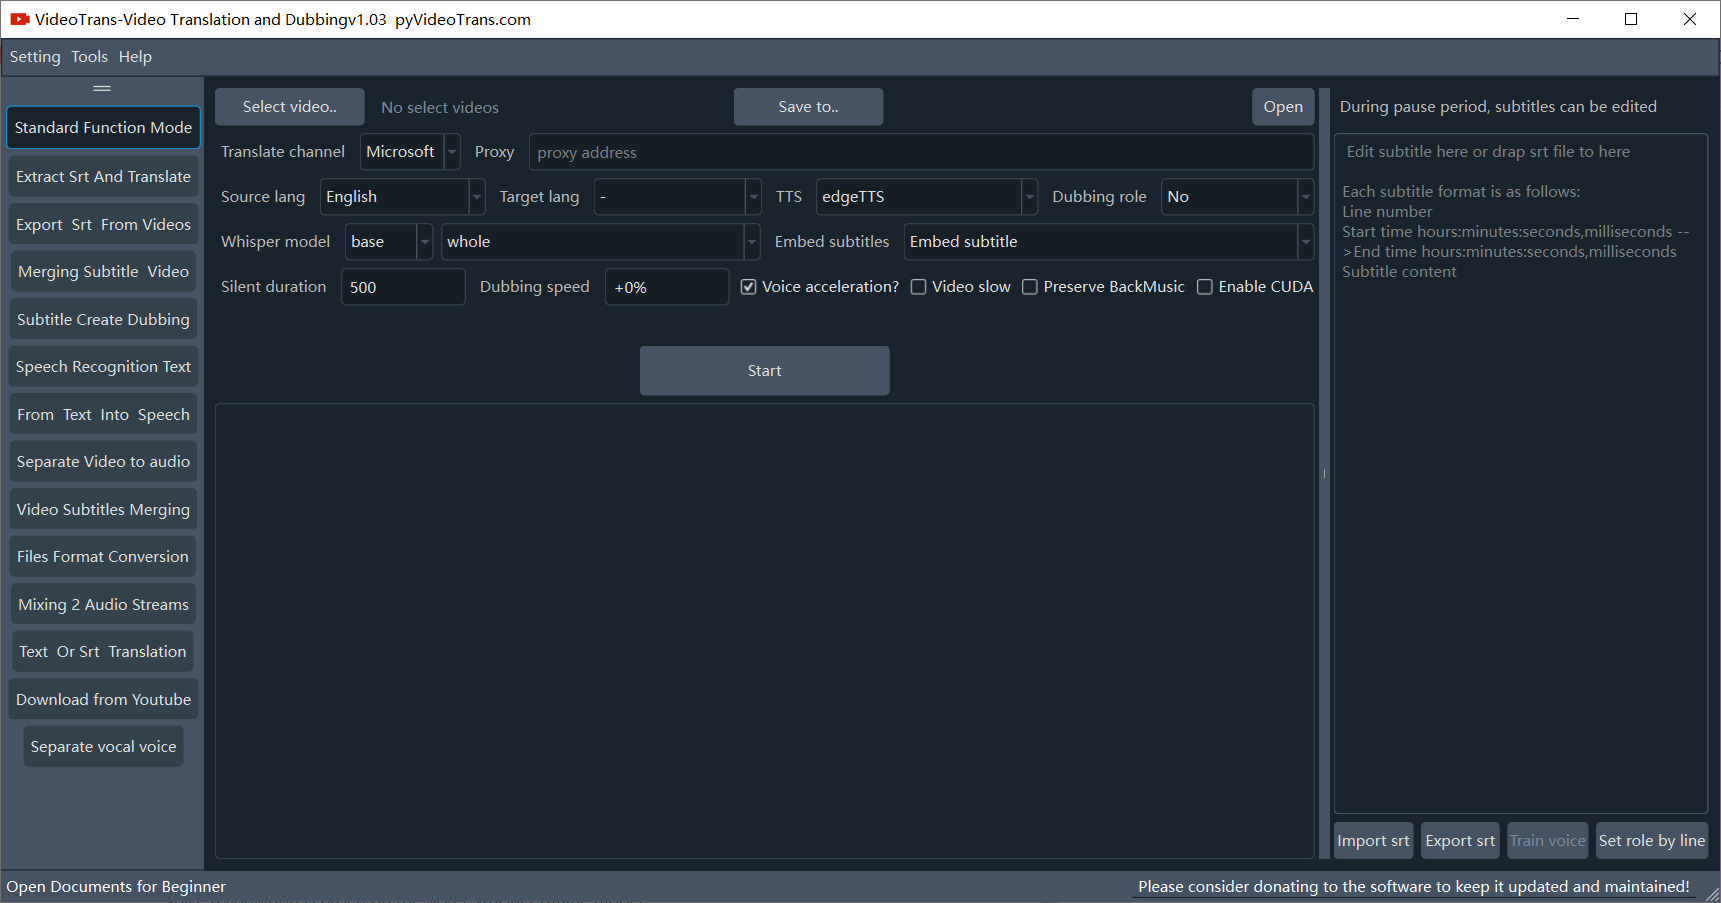 VideoTrans-Video Translation and Dubbingv1.03  pyVideoTrans.com
Setting Tools Help
Standard Function Mode
Extract Srt And Translate
Export  Srt  From Videos
Merging Subtitle  Video
Subtitle Create Dubbing
Speech Recognition Text
From  Text  Into  Speech
Separate Video to audio
Video Subtitles Merging
Files Format Conversion
Mixing 2 Audio Streams
Text  Or Srt  Translation
Download from Youtube
Separate vocal voice
Select video.. No select videos Save to.. Open
Translate channel Microsoft Proxy proxy address
Source lang English Target lang - TTS edgeTTS Dubbing role No
Whisper model base whole Embed subtitles Embed subtitle
Silent duration 500 Dubbing speed +0% Voice acceleration? Video slow Preserve BackMusic Enable CUDA
Start
During pause period, subtitles can be edited
Edit subtitle here or drap srt file to here
Each subtitle format is as follows:
Line number
Start time hours:minutes:seconds,milliseconds --
>End time hours:minutes:seconds,milliseconds
Subtitle content
Import srt Export srt Train voice Set role by line
Open Documents for Beginner
Please consider donating to the software to keep it updated and maintained!